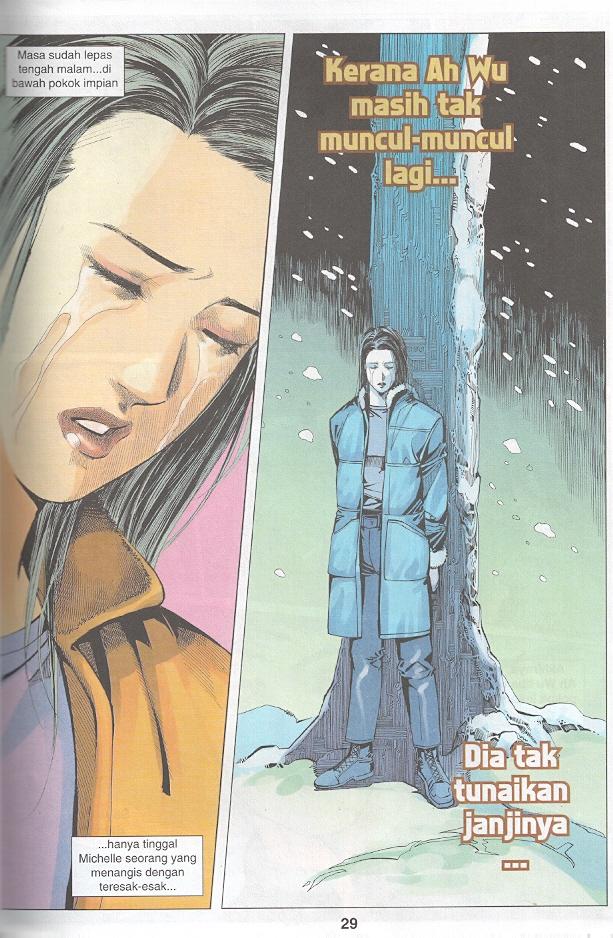 Masa sudah lepas
tengah malam...di
bawah pokok impian
...hanya tinggal
Michelle seorang yang
menangis dengan
teresak-esak...
Kerana Ah Wu
masih tak
muncul-muncul
lagi...
Dia tak
tunaikan
janjinya
...
29